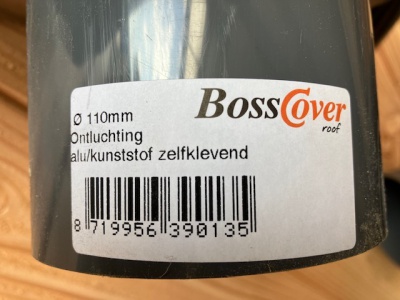 BossCover
roof
Ø 110mm
Ontluchting
alu/kunststof zelfklevend
8 719956 390135